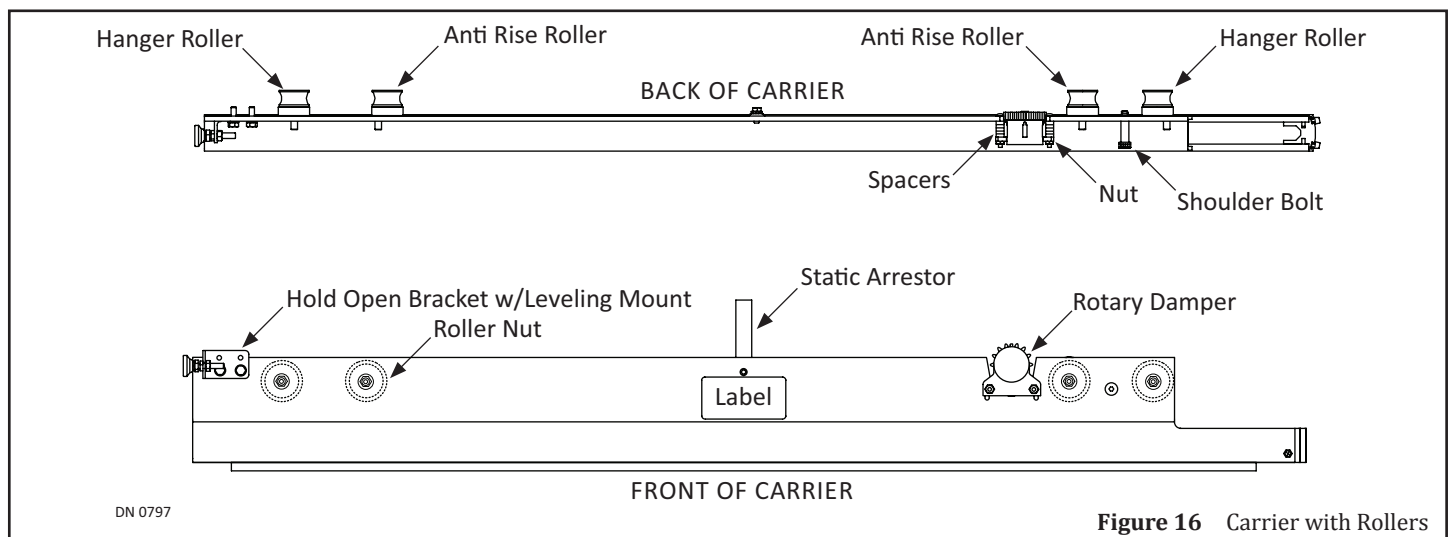 Hanger Roller
Anti Rise Roller
Anti Rise Roller
Hanger Roller
BACK OF CARRIER
Spacers
Nut
Shoulder Bolt
Static Arrestor
Hold Open Bracket w/Leveling Mount
Rotary Damper
Roller Nut
Label
FRONT OF CARRIER
DN 0797
Figure 16 Carrier with Rollers